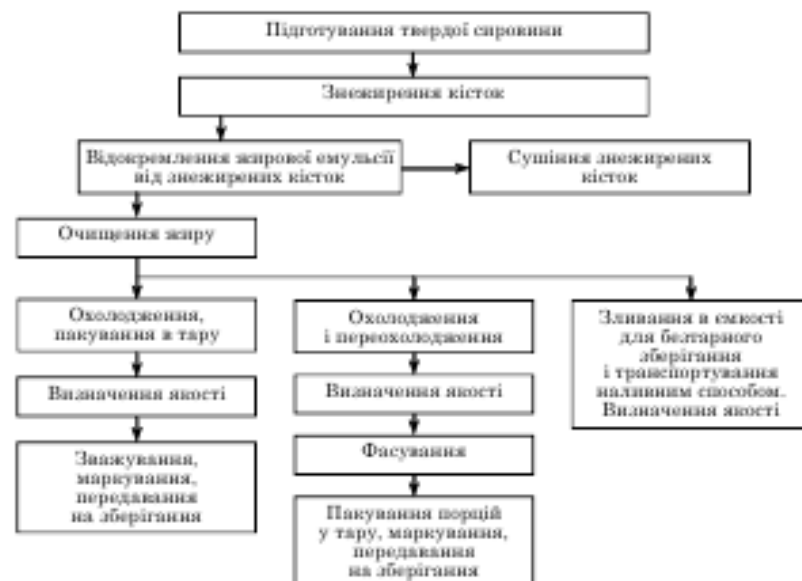 Підготування твердої сировини
Знежирення кісток
Відокремлення жирової емульсії
від знежирених кісток
Сушіння знежирених
кісток
Очищення жиру
Охолодження,
пакування в тару
Визначення якості
Зважування,
маркування,
передавання
на зберігання
Охолодження
і переохолодження
Визначення якості
Фасування
Пакування порцій
у тару, маркування,
передавання
на зберігання
Зливання в ємкості
для безтарного
зберігання
і транспортування
наливним способом.
Визначення якості